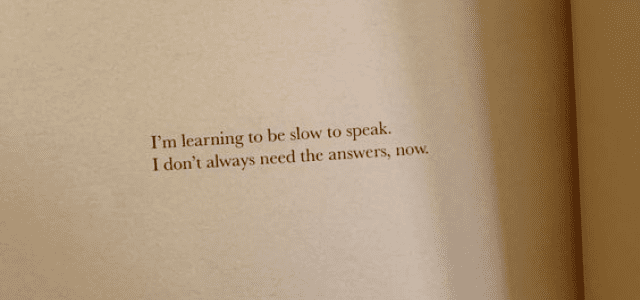 I'm learning to be slow to speak.
I don't always need the answers, now.